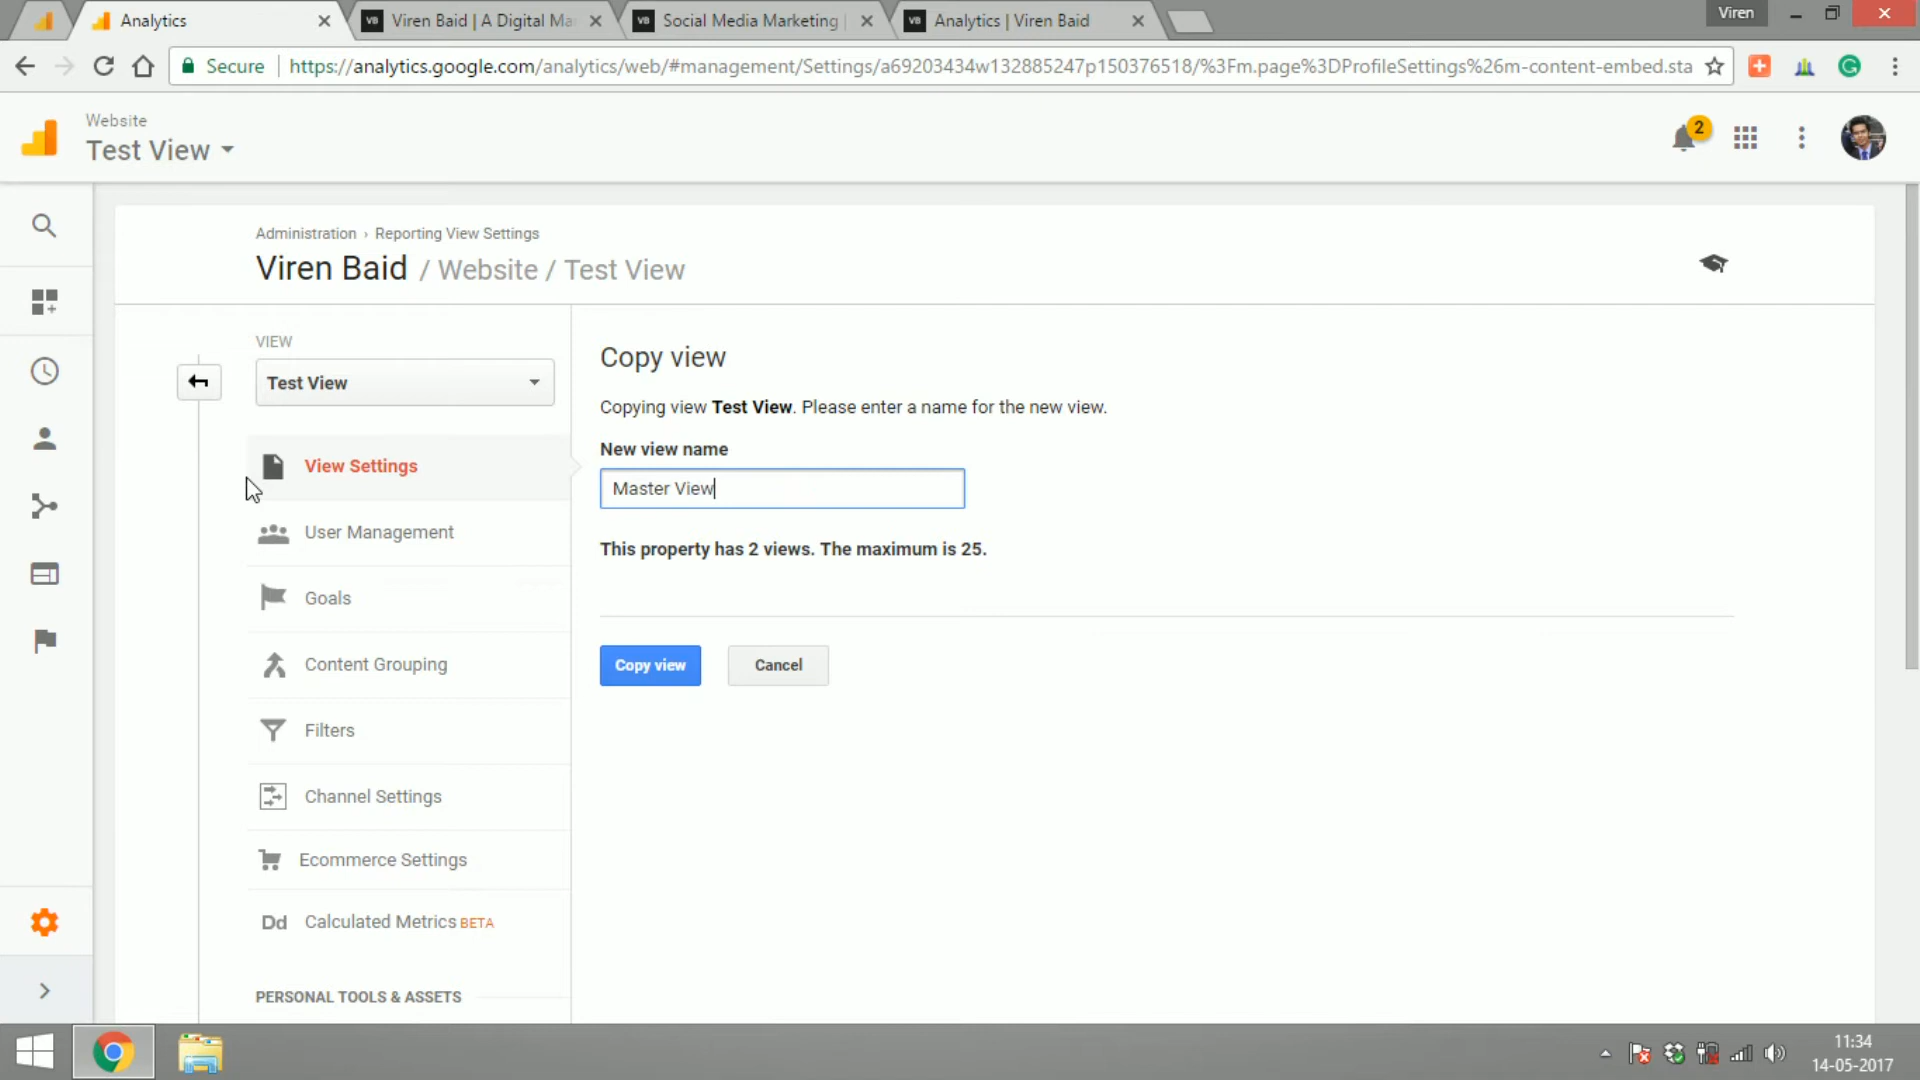 Analytics
VB Viren Baid | A Digital Ma
VB Social Media Marketing |
VB Analytics | Viren Baid
Viren
Secure
https://analytics.google.com/analytics/web/#management/Settings/a69203434w132885247p150376518/%3Fm.page%3DProfileSettings%26m-content-embed.sta
Website
Test View
2
Administration › Reporting View Settings
Viren Baid / Website / Test View
VIEW
Test View
View Settings
User Management
Goals
Content Grouping
Filters
Channel Settings
Ecommerce Settings
Dd Calculated Metrics BETA
PERSONAL TOOLS & ASSETS
Copy view
Copying view Test View. Please enter a name for the new view.
New view name
Master View
This property has 2 views. The maximum is 25.
Copy view
Cancel
11:34
14-05-2017